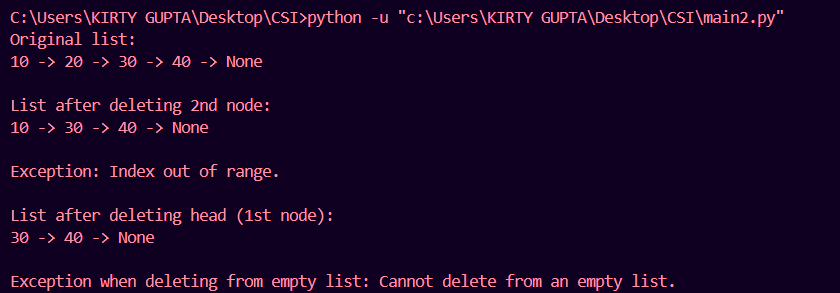 C:\Users\KIRTY GUPTA\Desktop\CSI>python -u "c:\Users\KIRTY GUPTA\Desktop\CSI\main2.py"
Original list:
10 -> 20 -> 30 -> 40 -> None
List after deleting 2nd node:
10 -> 30 -> 40 -> None
Exception: Index out of range.
List after deleting head (1st node):
30 -> 40 -> None
Exception when deleting from empty list: Cannot delete from an empty list.